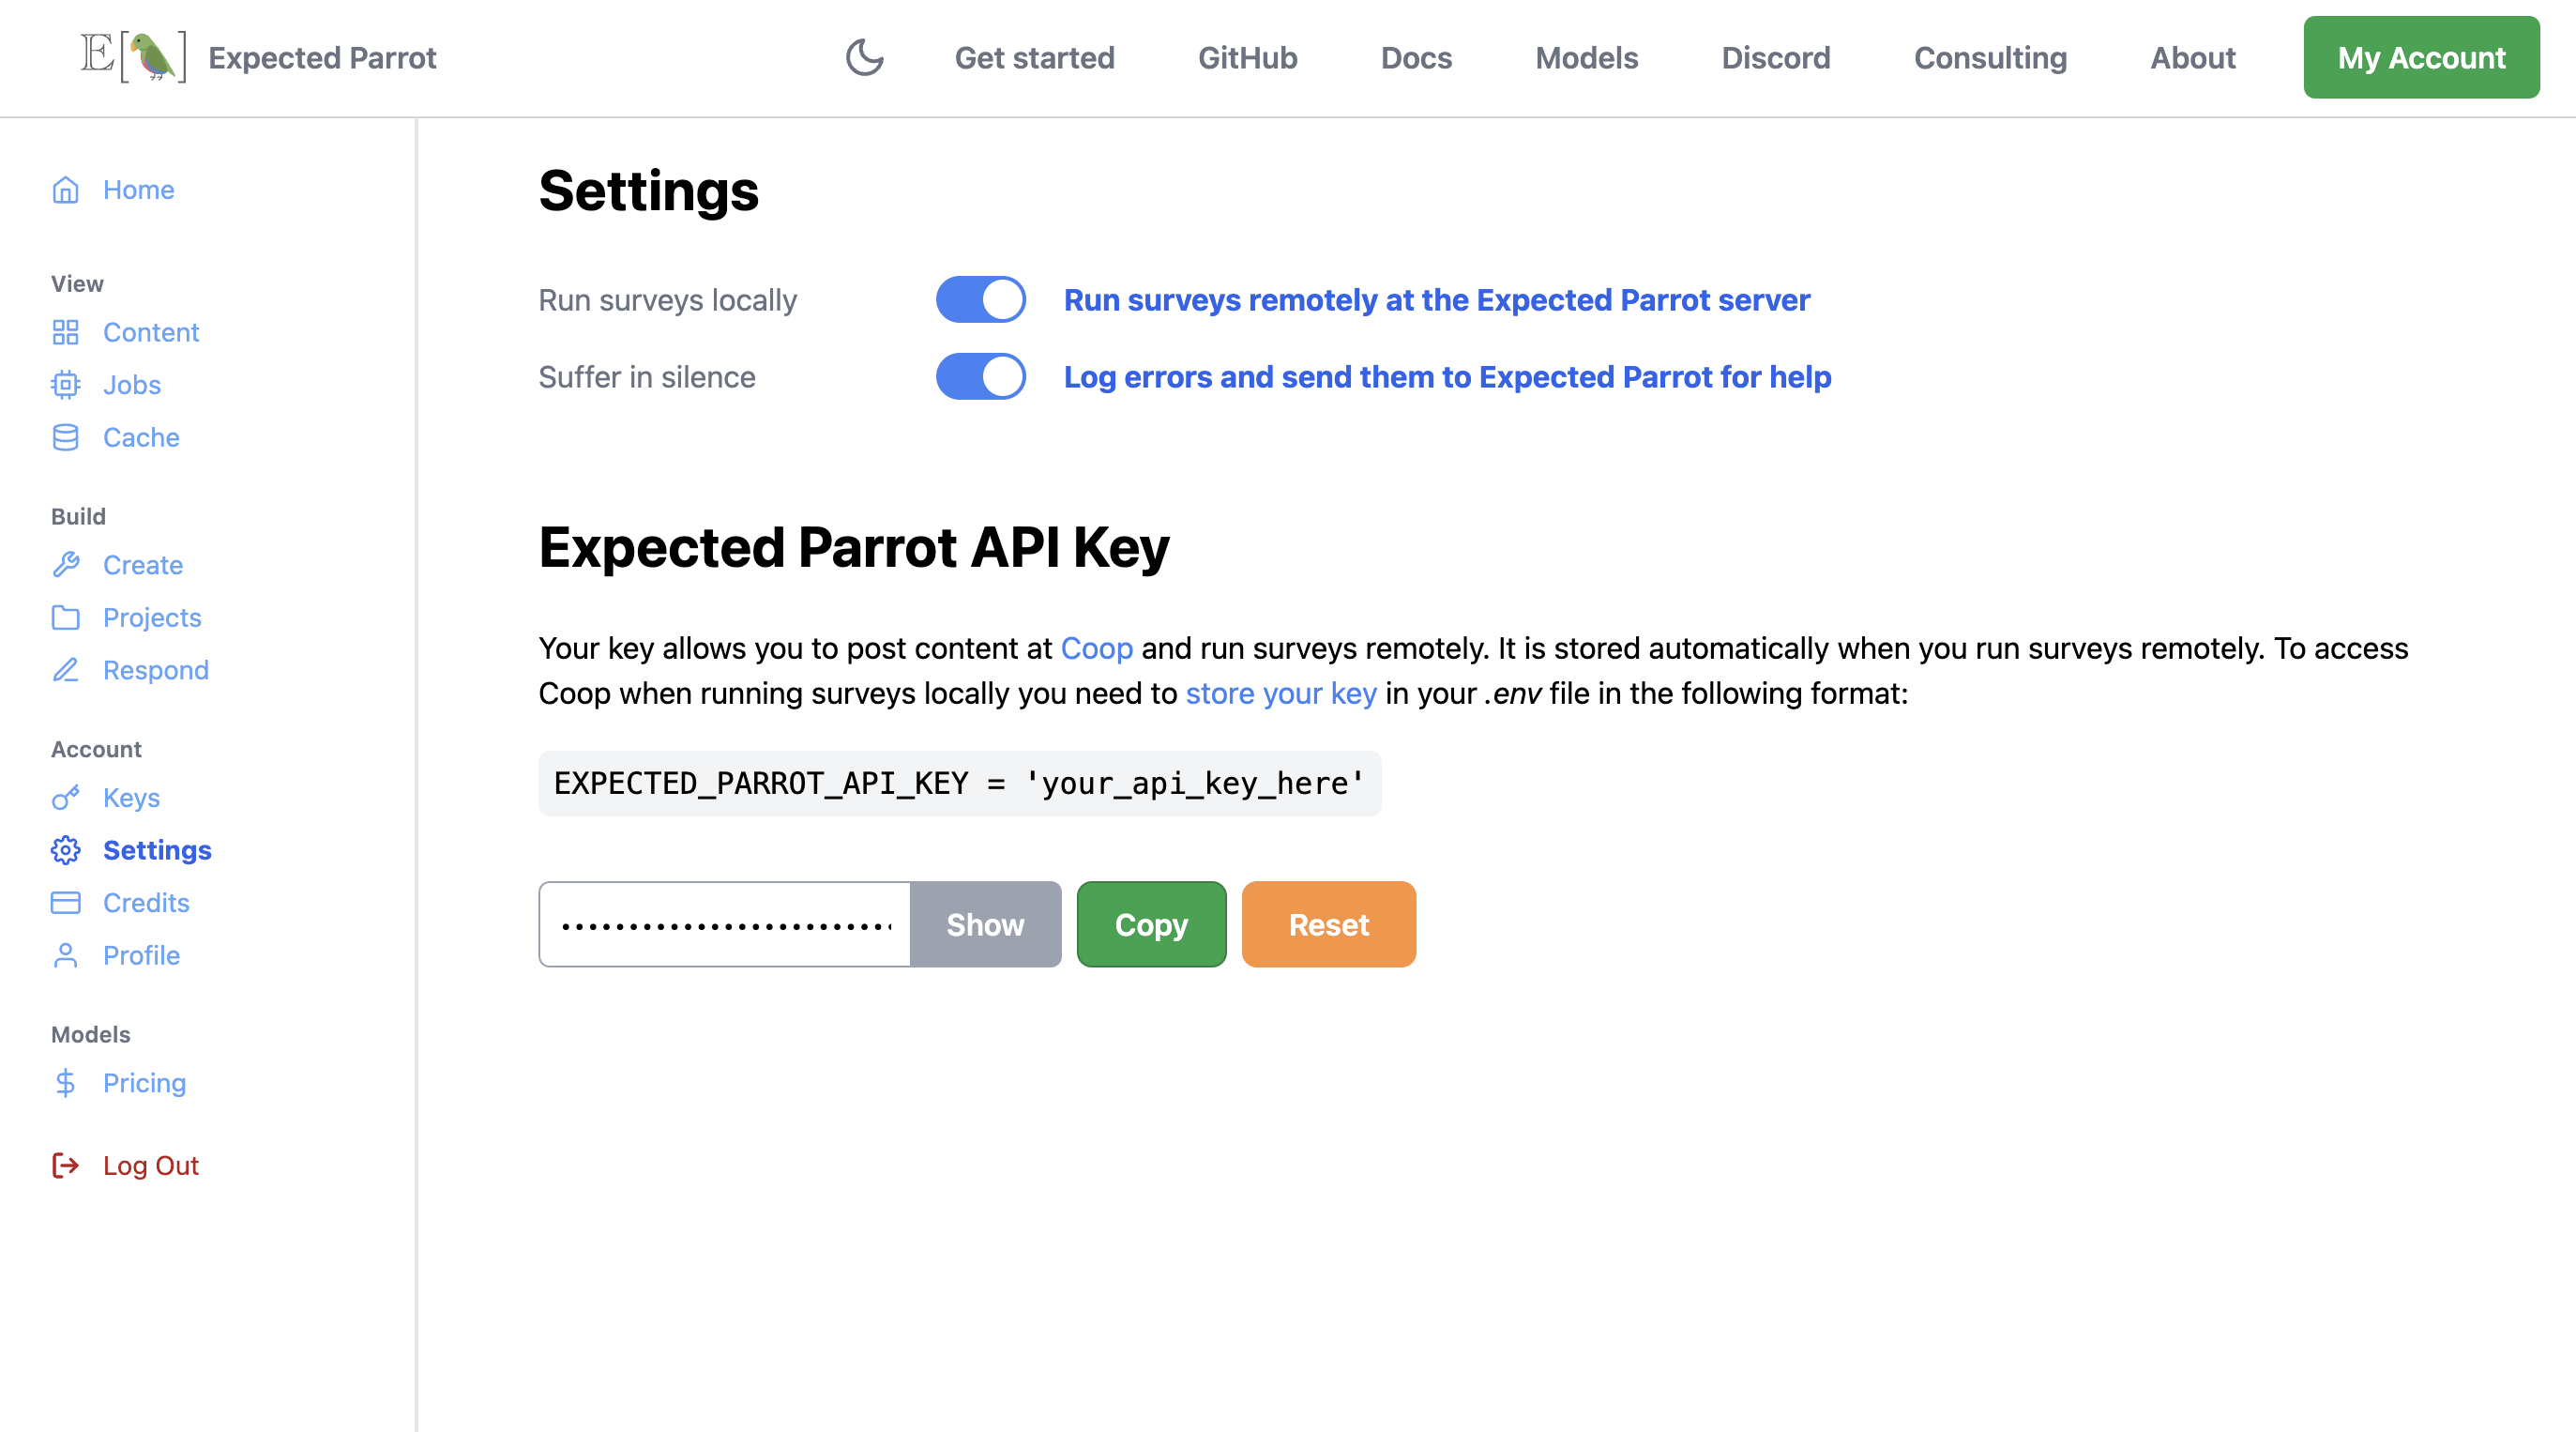 E[] Expected Parrot
Get started
GitHub
Docs
Models
Discord
Consulting
About
My Account
Home
View
Content
Jobs
Cache
Build
Create
Projects
Respond
Account
Keys
Settings
Credits
Profile
Models
Pricing
Log Out
Settings
Run surveys locally
Run surveys remotely at the Expected Parrot server
Suffer in silence
Log errors and send them to Expected Parrot for help
Expected Parrot API Key
Your key allows you to post content at Coop and run surveys remotely. It is stored automatically when you run surveys remotely. To access
Coop when running surveys locally you need to store your key in your .env file in the following format:
EXPECTED_PARROT_API_KEY = 'your_api_key_here'
Show
Copy
Reset